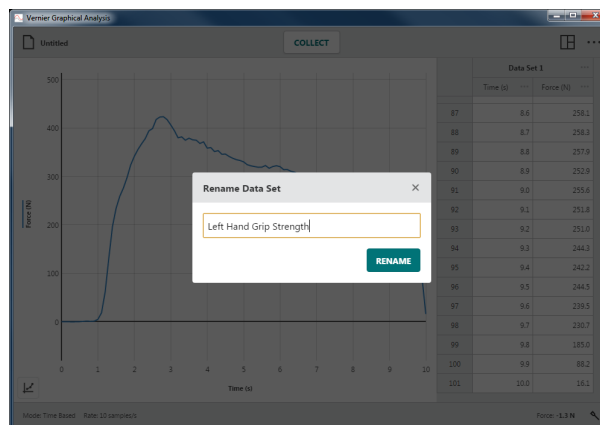 Vernier Graphical Analysis
Untitled
COLLECT
Data Set 1
Time (s) Force (N)
87 8.6 258.1
88 8.7 258.3
89 8.8 257.9
90 8.9 252.9
91 9.0 255.6
92 9.1 251.8
93 9.2 251.0
94 9.3 244.3
95 9.4 242.2
96 9.5 244.5
97 9.6 239.5
98 9.7 230.7
99 9.8 185.0
100 9.9 88.2
101 10.0 16.1
500
400
300
200
100
0
Force (N)
0 1 2 3 4 5 6 7 8 9 10
Time (s)
Rename Data Set
Left Hand Grip Strength
RENAME
Mode: Time Based Rate: 10 samples/s
Force: -1.3 N